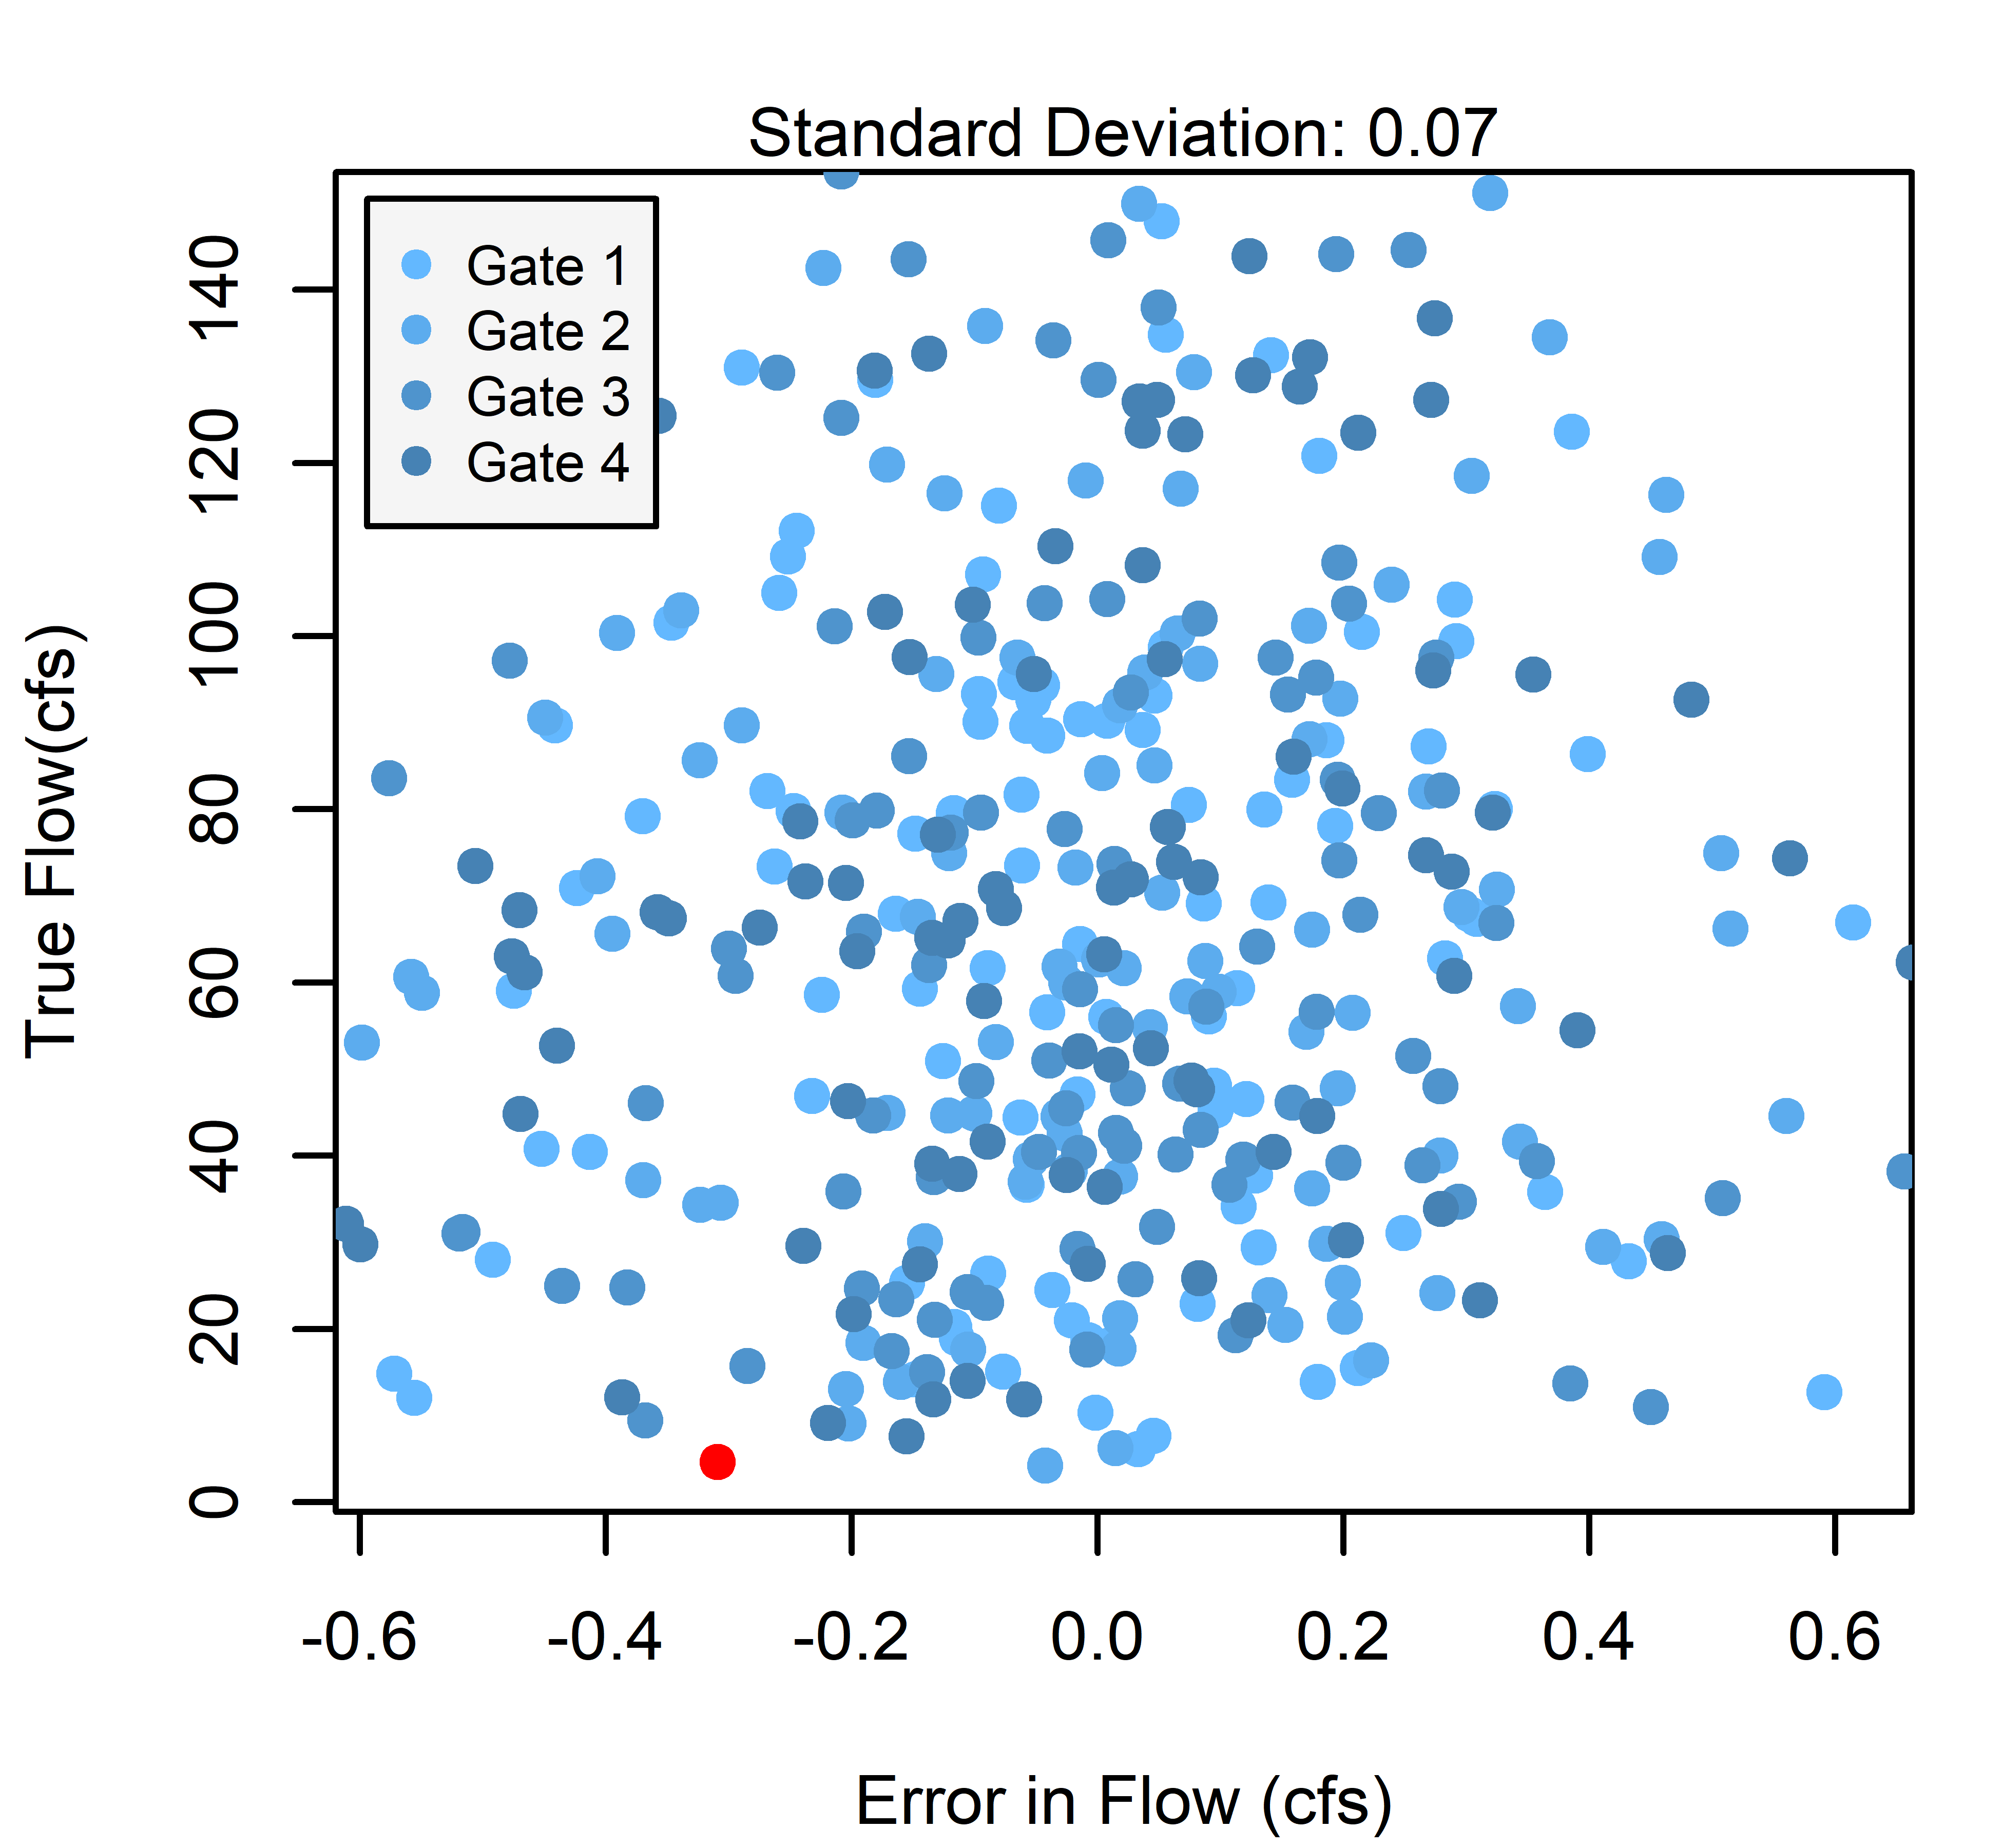 Standard Deviation: 0.07
Gate 1
Gate 2
Gate 3
Gate 4
True Flow(cfs)
140
120
100
80
60
40
20
0
-0.6 -0.4 -0.2 0.0 0.2 0.4 0.6
Error in Flow (cfs)